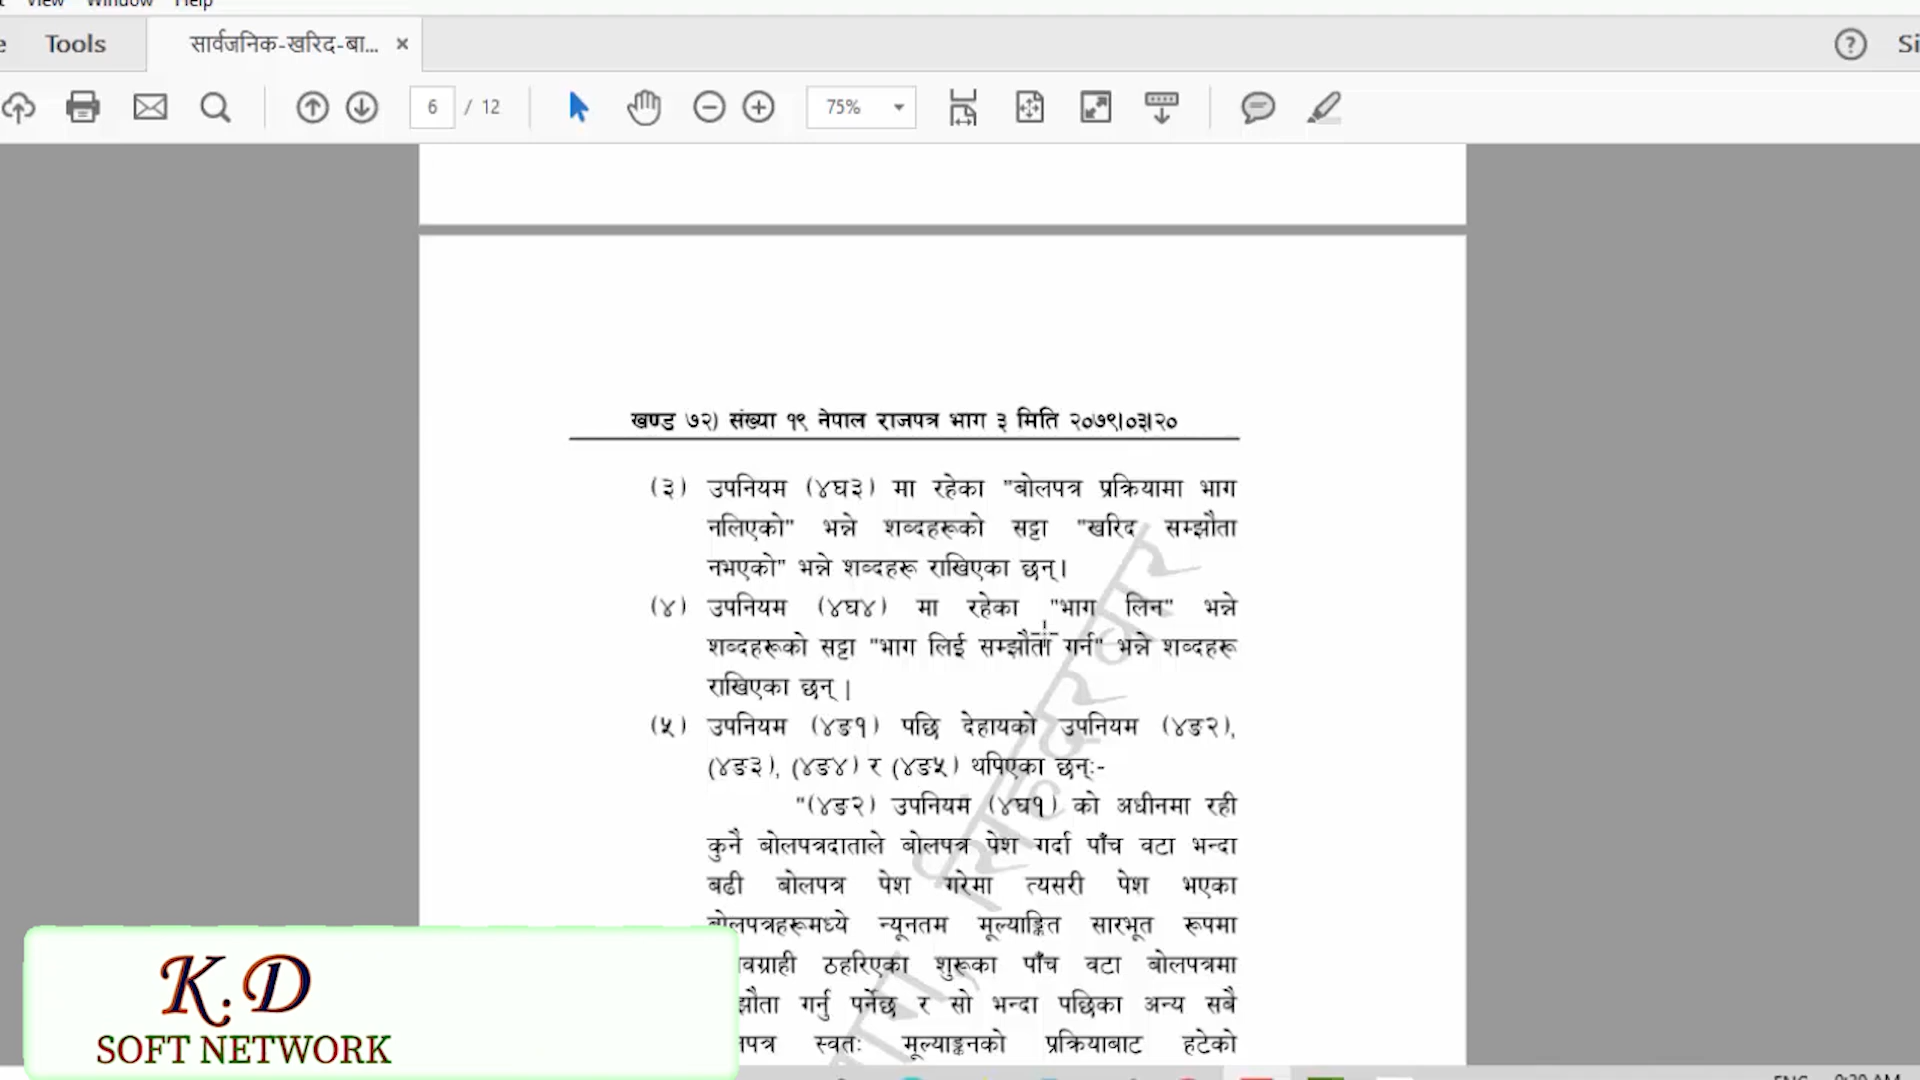 View Window Help
Tools सार्वजनिक-खरिद-बा... ×
6 / 12 75%
खण्ड ७२) संख्या १९ नेपाल राजपत्र भाग ३ मिति २०७९।०३।२०
(३) उपनियम (४घ३) मा रहेका "बोलपत्र प्रक्रियामा भाग
नलिएको" भन्ने शब्दहरूको सट्टा "खरिद सम्झौता
नभएको" भन्ने शब्दहरू राखिएका छन्।
(४) उपनियम (४घ४) मा रहेका "भाग लिन" भन्ने
शब्दहरूको सट्टा "भाग लिई सम्झौता गर्न" भन्ने शब्दहरू
राखिएका छन् ।
(५) उपनियम (४ङ१) पछि देहायको उपनियम (४ङ२),
(४ङ३), (४ङ४) र (४ङ५) थपिएका छन्ः-
"(४ङ२) उपनियम (४घ१) को अधीनमा रही
कुनै बोलपत्रदाताले बोलपत्र पेश गर्दा पाँच वटा भन्दा
बढी बोलपत्र पेश गरेमा त्यसरी पेश भएका
बोलपत्रहरूमध्ये न्यूनतम मूल्याङ्कित सारभूत रूपमा
ठहरिएका शुरूका पाँच वटा बोलपत्रमा
गर्नु पर्नेछ र सो भन्दा पछिका अन्य सबै
स्वतः मूल्याङ्कनको प्रक्रियाबाट हटेको
सिंहदरवार
K.D
SOFT NETWORK